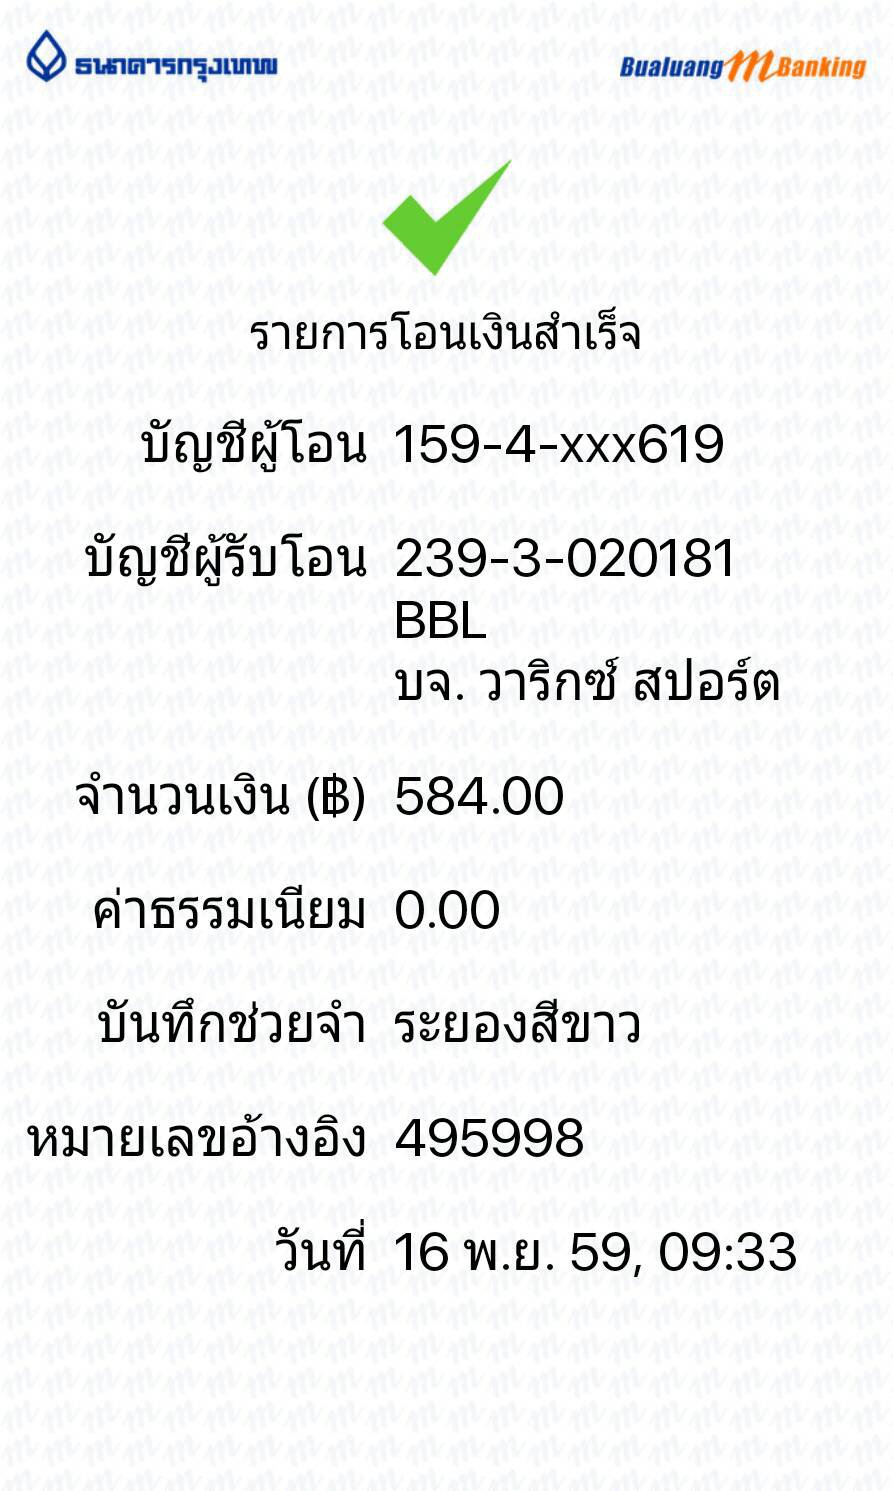 ธนาคารกรุงเทพ
Bualuang mBanking
รายการโอนเงินสำเร็จ
บัญชีผู้โอน 159-4-xxx619
บัญชีผู้รับโอน 239-3-020181
BBL
บจ. วาริกซ์ สปอร์ต
จำนวนเงิน (฿) 584.00
ค่าธรรมเนียม 0.00
บันทึกช่วยจำ ระยองสีขาว
หมายเลขอ้างอิง 495998
วันที่ 16 พ.ย. 59, 09:33